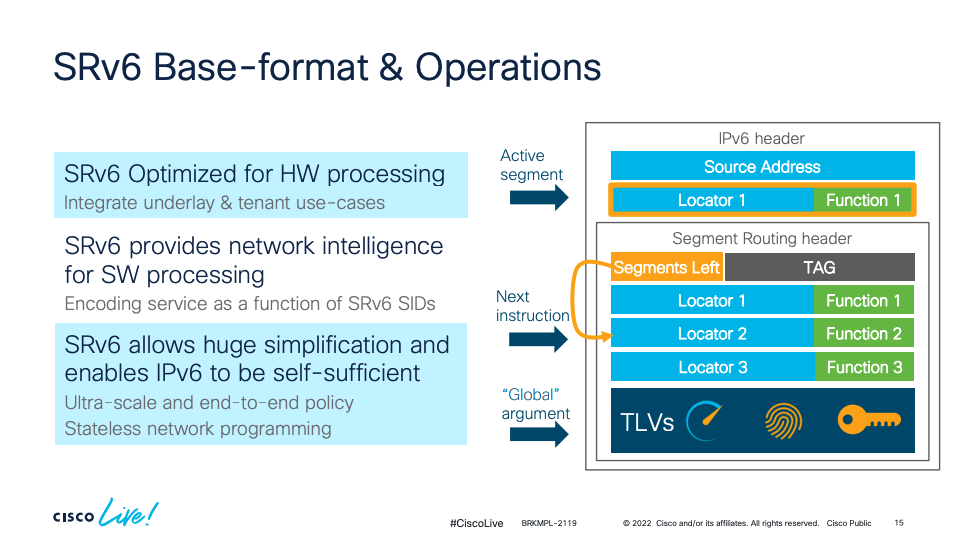 SRv6 Base-format & Operations
SRv6 Optimized for HW processing
Integrate underlay & tenant use-cases
SRv6 provides network intelligence
for SW processing
Encoding service as a function of SRv6 SIDs
SRv6 allows huge simplification and
enables IPv6 to be self-sufficient
Ultra-scale and end-to-end policy
Stateless network programming
Active
segment
Next
instruction
“Global”
argument
IPv6 header
Source Address
Locator 1 Function 1
Segment Routing header
Segments Left TAG
Locator 1 Function 1
Locator 2 Function 2
Locator 3 Function 3
TLVs
CISCO Live!
#CiscoLive BRKMPL-2119 © 2022 Cisco and/or its affiliates. All rights reserved. Cisco Public 15